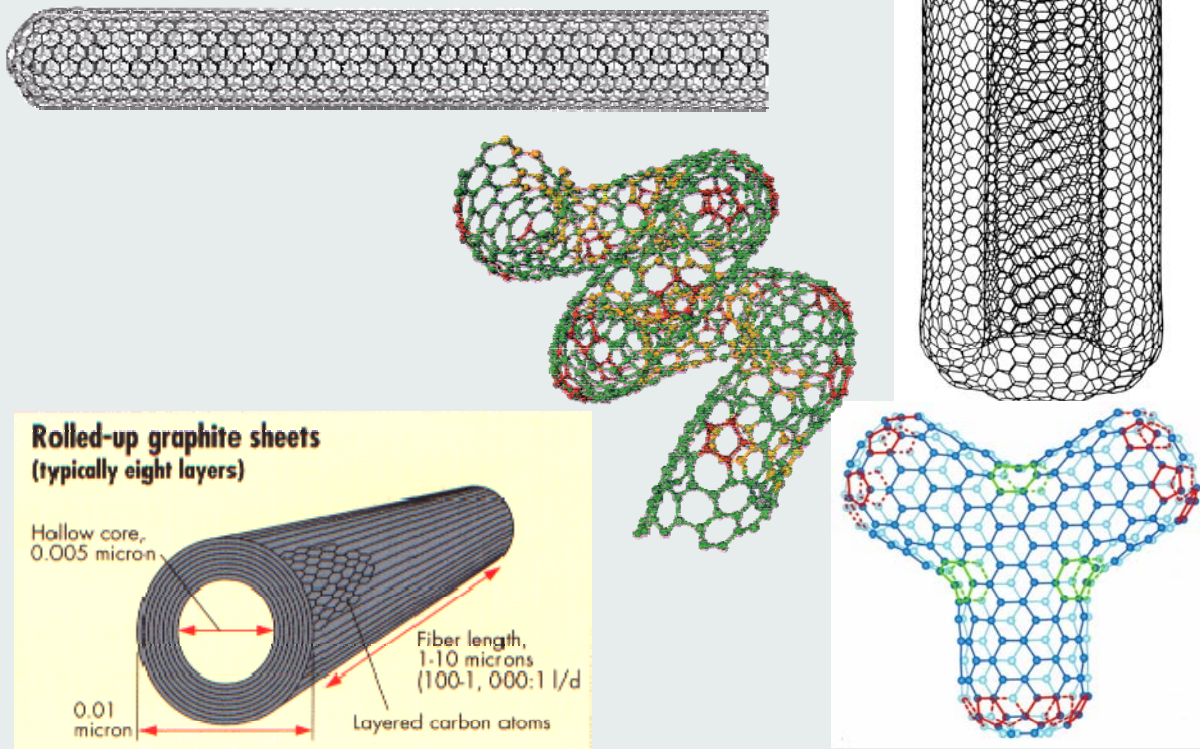 Rolled-up graphite sheets
(typically eight layers)
Hollow core,
0.005 micron
Fiber length,
1-10 microns
(100-1, 000:1 l/d
Layered carbon atoms
0.01
micron